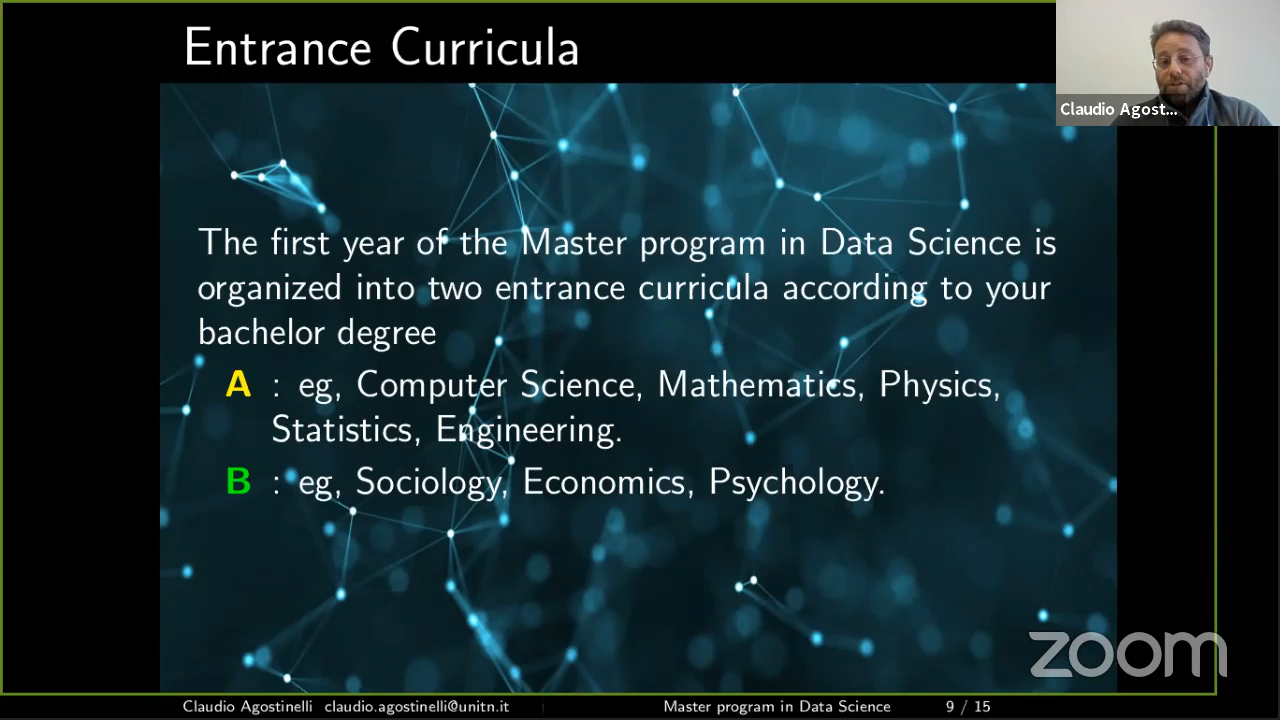 Entrance Curricula
Claudio Agost...
The first year of the Master program in Data Science is
organized into two entrance curricula according to your
bachelor degree
A : eg, Computer Science, Mathematics, Physics,
Statistics, Engineering.
B : eg, Sociology, Economics, Psychology.
zoom
Claudio Agostinelli claudio.agostinelli@unitn.it Master program in Data Science 9 / 15